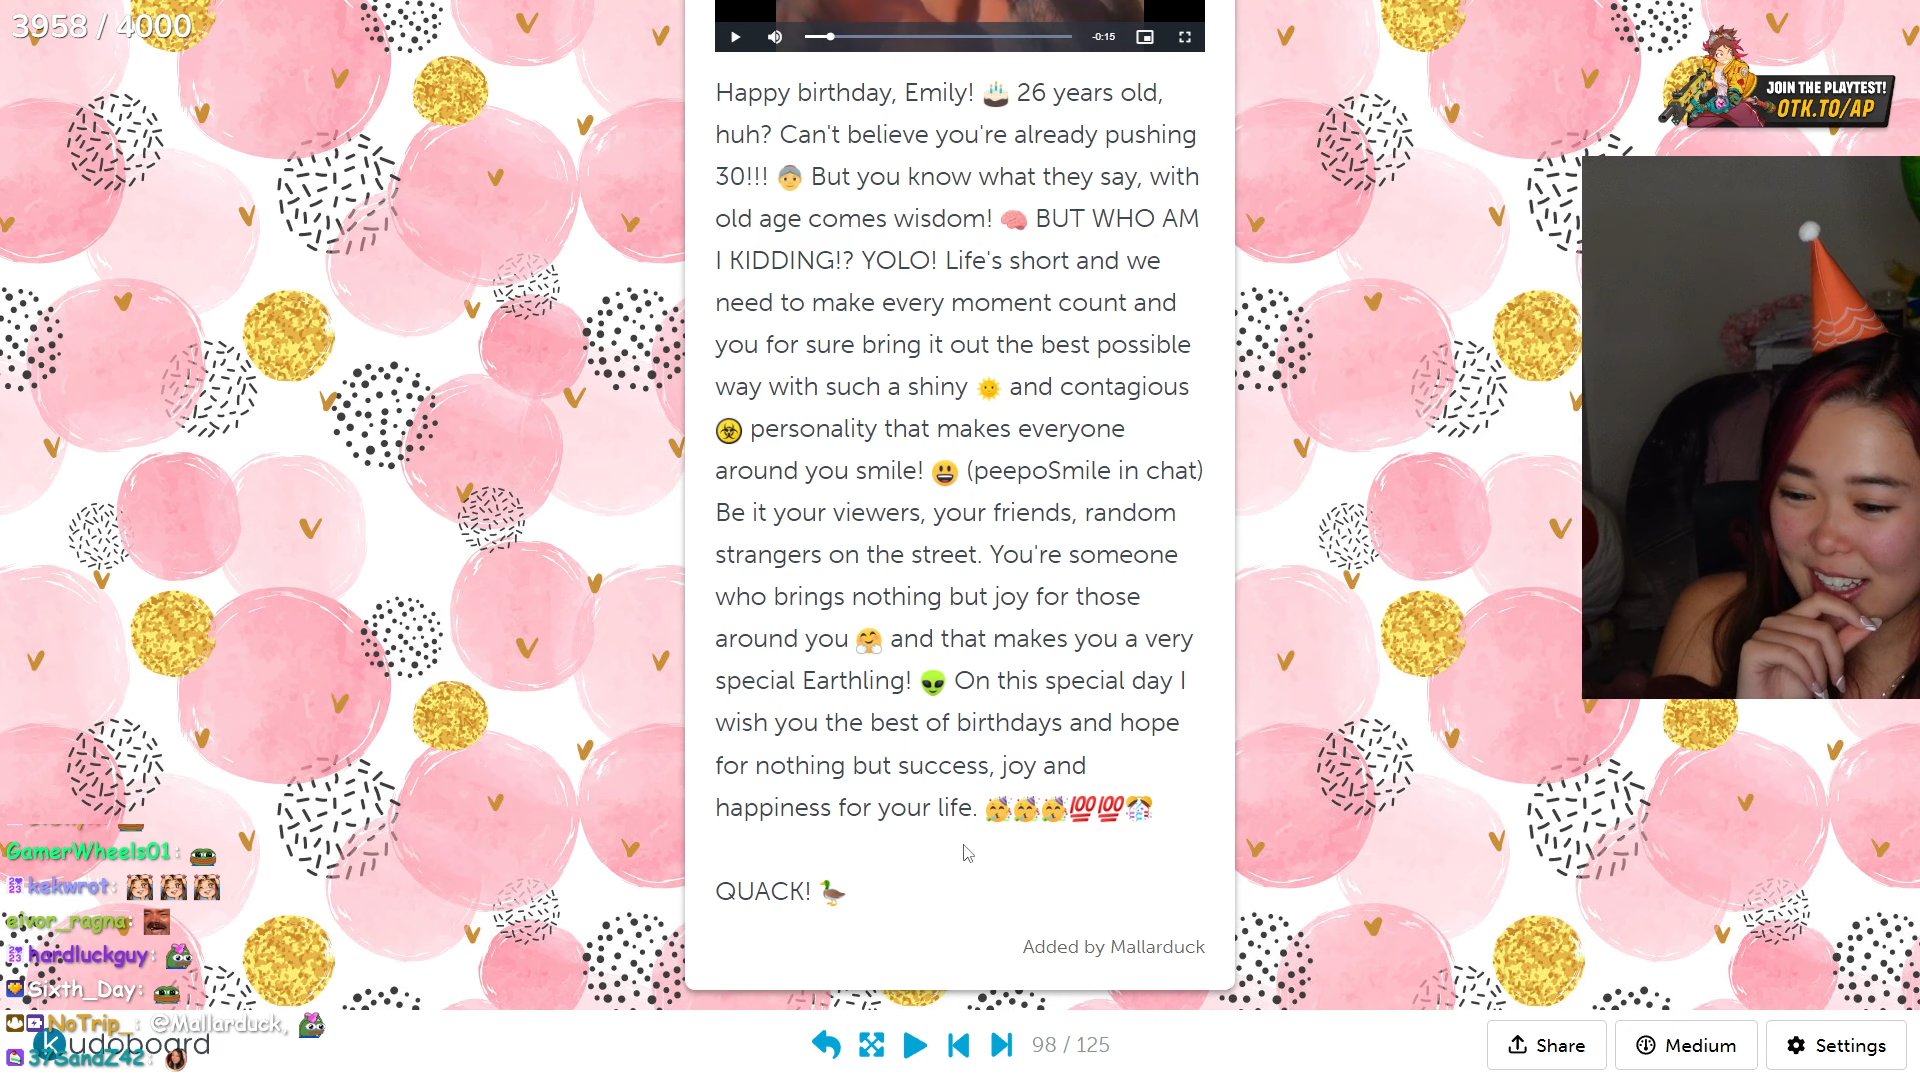 3958 / 4000
-0:15
JOIN THE PLAYTEST!
OTK.TO/AP
Happy birthday, Emily! 🎂 26 years old,
huh? Can't believe you're already pushing
30!!! 👵 But you know what they say, with
old age comes wisdom! 🧠 BUT WHO AM
I KIDDING!? YOLO! Life's short and we
need to make every moment count and
you for sure bring it out the best possible
way with such a shiny 🌞 and contagious
☣ personality that makes everyone
around you smile! 😃 (peepoSmile in chat)
Be it your viewers, your friends, random
strangers on the street. You're someone
who brings nothing but joy for those
around you 🤗 and that makes you a very
special Earthling! 👽 On this special day I
wish you the best of birthdays and hope
for nothing but success, joy and
happiness for your life. 🥳🥳🥳💯💯🎊
QUACK! 🦆
Added by Mallarduck
GamerWheels01:
kekwrot:
eivor_ragna:
hardluckguy:
Sixth_Day:
NoTrip_: @Mallarduck,
kudoboard
39SandZ42:
98 / 125
Share
Medium
Settings